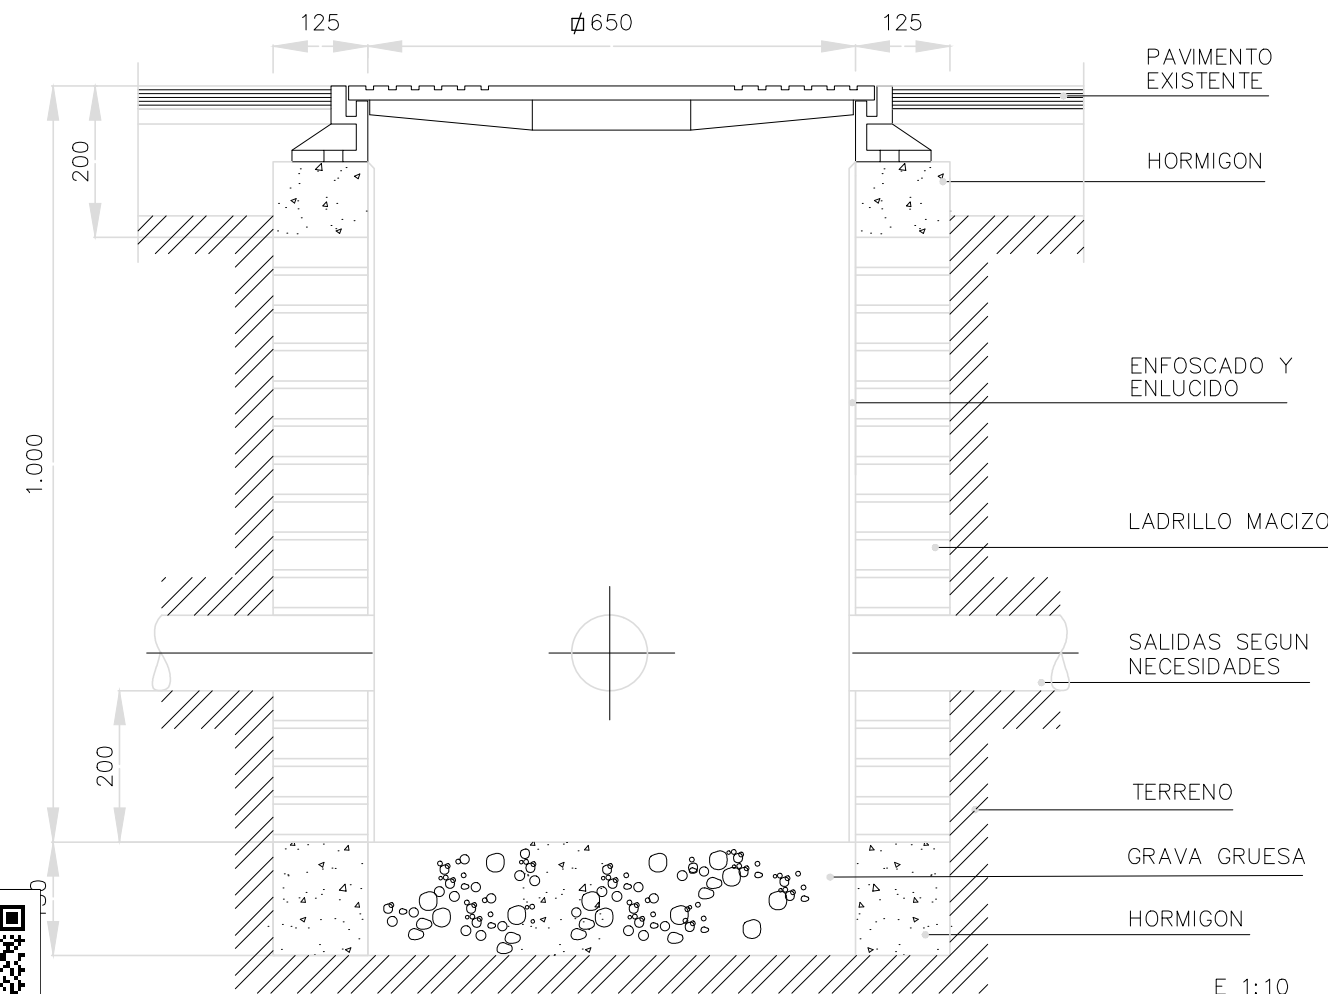 125
650
125
PAVIMENTO
EXISTENTE
200
HORMIGON
ENFOSCADO Y
ENLUCIDO
1.000
LADRILLO MACIZO
SALIDAS SEGUN
NECESIDADES
200
TERRENO
GRAVA GRUESA
HORMIGON
E 1:10